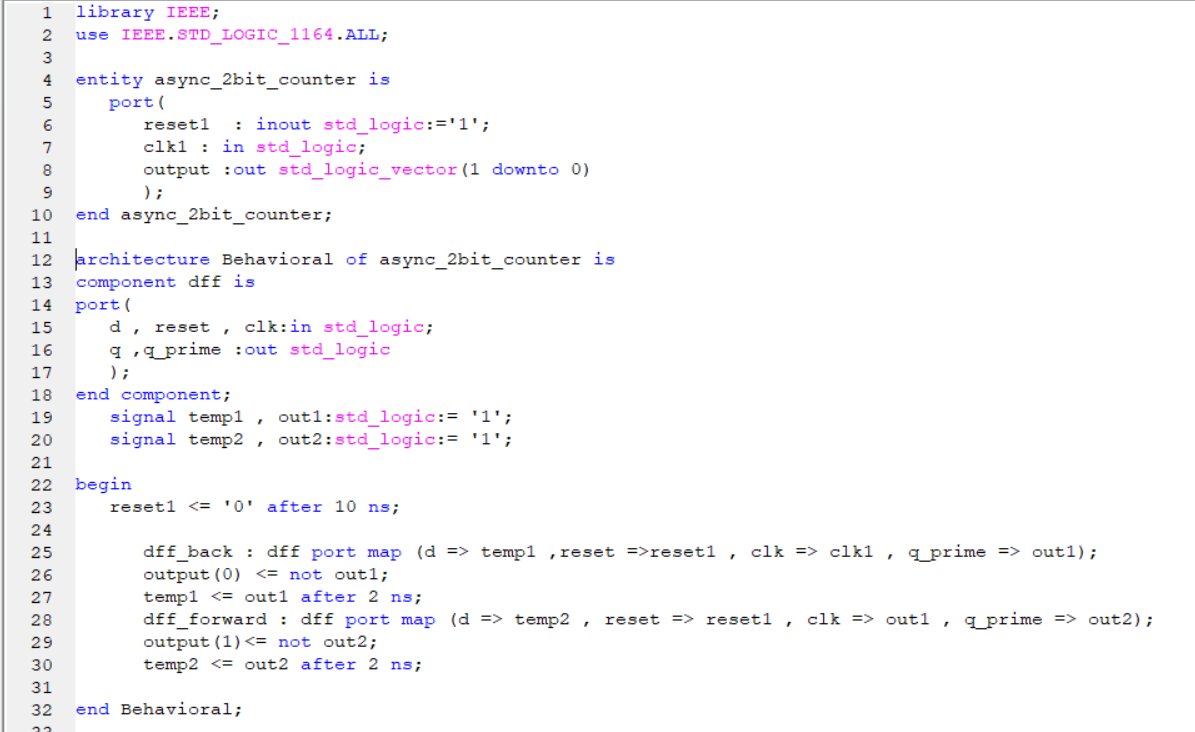 1 library IEEE;
2 use IEEE.STD_LOGIC_1164.ALL;
3
4 entity async_2bit_counter is
5 port(
6 reset1 : inout std_logic:='1';
7 clk1 : in std_logic;
8 output :out std_logic_vector(1 downto 0)
9 );
10 end async_2bit_counter;
11
12 architecture Behavioral of async_2bit_counter is
13 component dff is
14 port(
15 d , reset , clk:in std_logic;
16 q ,q_prime :out std_logic
17 );
18 end component;
19 signal temp1 , out1:std_logic:= '1';
20 signal temp2 , out2:std_logic:= '1';
21
22 begin
23 reset1 <= '0' after 10 ns;
24
25 dff_back : dff port map (d => temp1 ,reset =>reset1 , clk => clk1 , q_prime => out1);
26 output(0) <= not out1;
27 temp1 <= out1 after 2 ns;
28 dff_forward : dff port map (d => temp2 , reset => reset1 , clk => out1 , q_prime => out2);
29 output(1)<= not out2;
30 temp2 <= out2 after 2 ns;
31
32 end Behavioral;
33